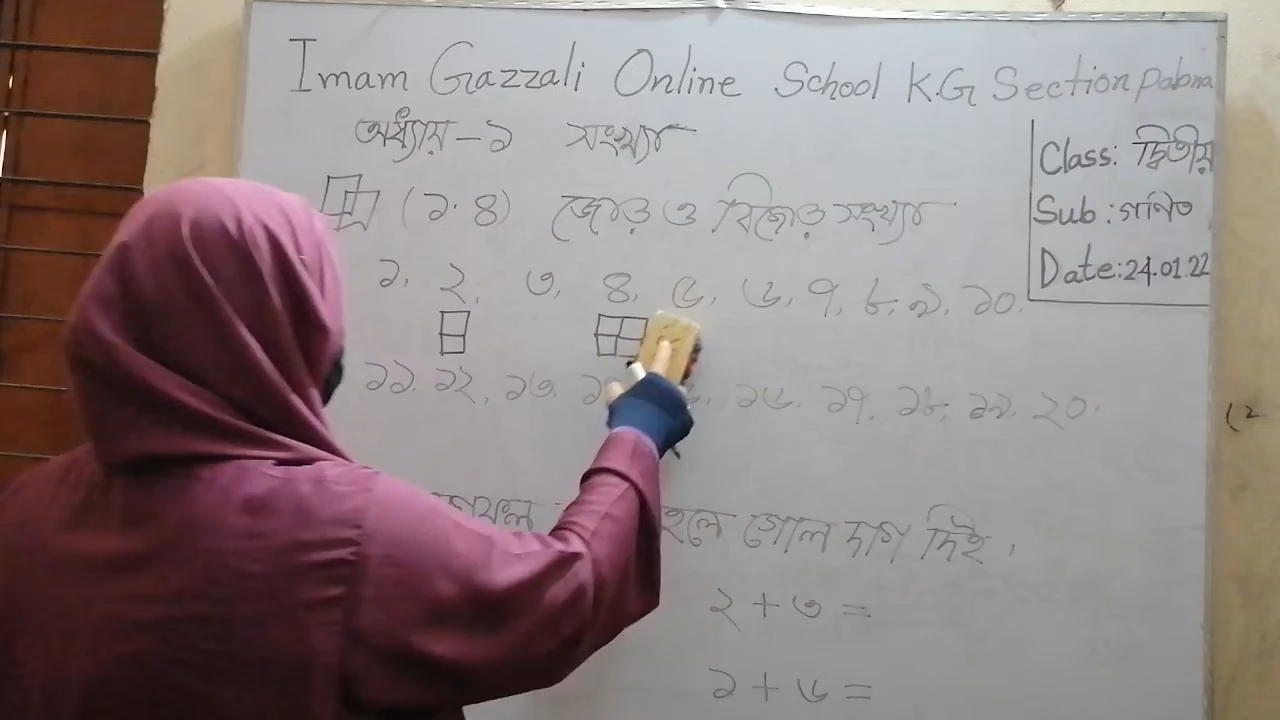 Imam Gazzali Online School K.G Section Pabna
অধ্যায় - ১ সংখ্যা
Class: দ্বিতীয়
Sub : গণিত
Date: 24.01.22
(১.৪) জোড় ও বিজোড় সংখ্যা
১, ২, ৩, ৪, ৫, ৬, ৭, ৮, ৯, ১০.
১১. ১২, ১৩. ১৬. ১৭. ১৮. ১৯. ২০.
হলে গোল দাগ দিই।
২ + ৩ =
১ + ৬ =